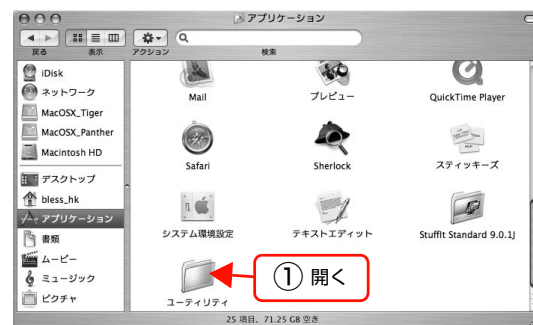 アプリケーション
戻る 表示 アクション 検索
iDisk
ネットワーク
MacOSX_Tiger
MacOSX_Panther
Macintosh HD
デスクトップ
bless_hk
アプリケーション
書類
ムービー
ミュージック
ピクチャ
Mail プレビュー QuickTime Player
Safari Sherlock スティッキーズ
システム環境設定 テキストエディット StuffIt Standard 9.0.1J
ユーティリティ
① 開く
25 項目、71.25 GB 空き